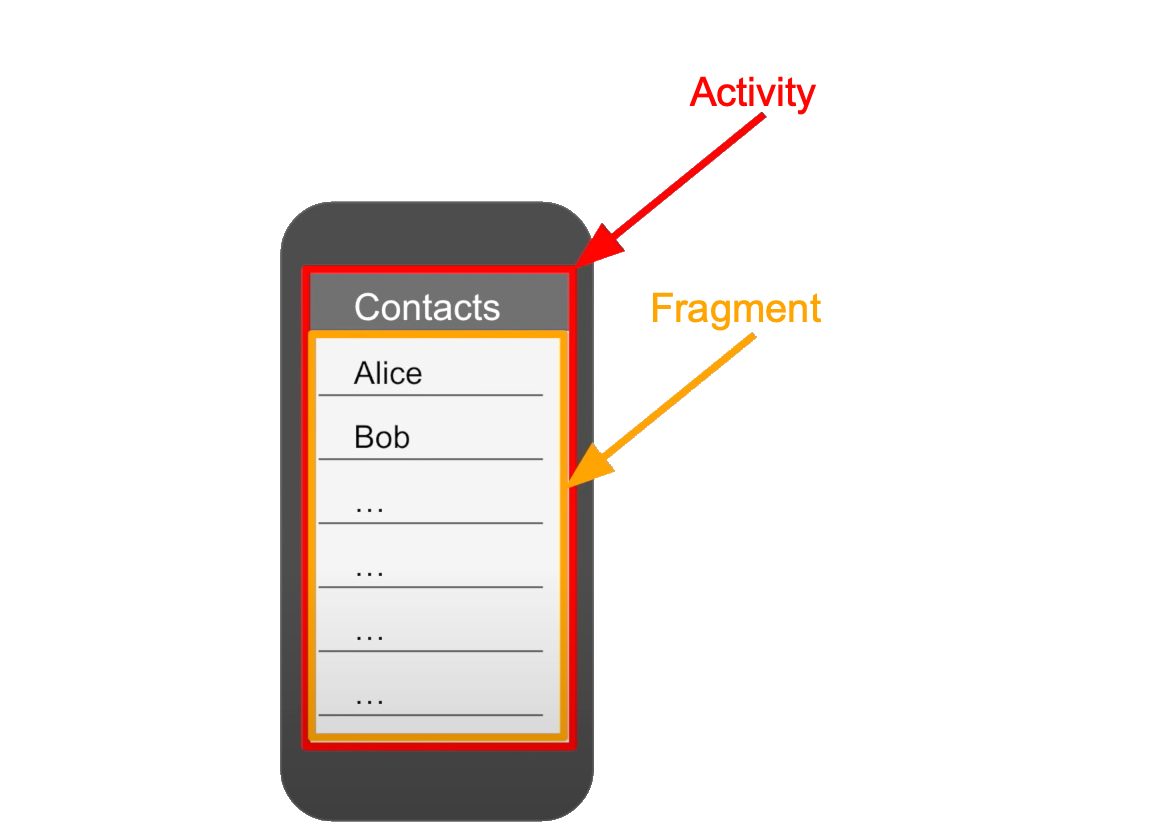 Activity
Contacts
Fragment
Alice
Bob
…
…
…
…